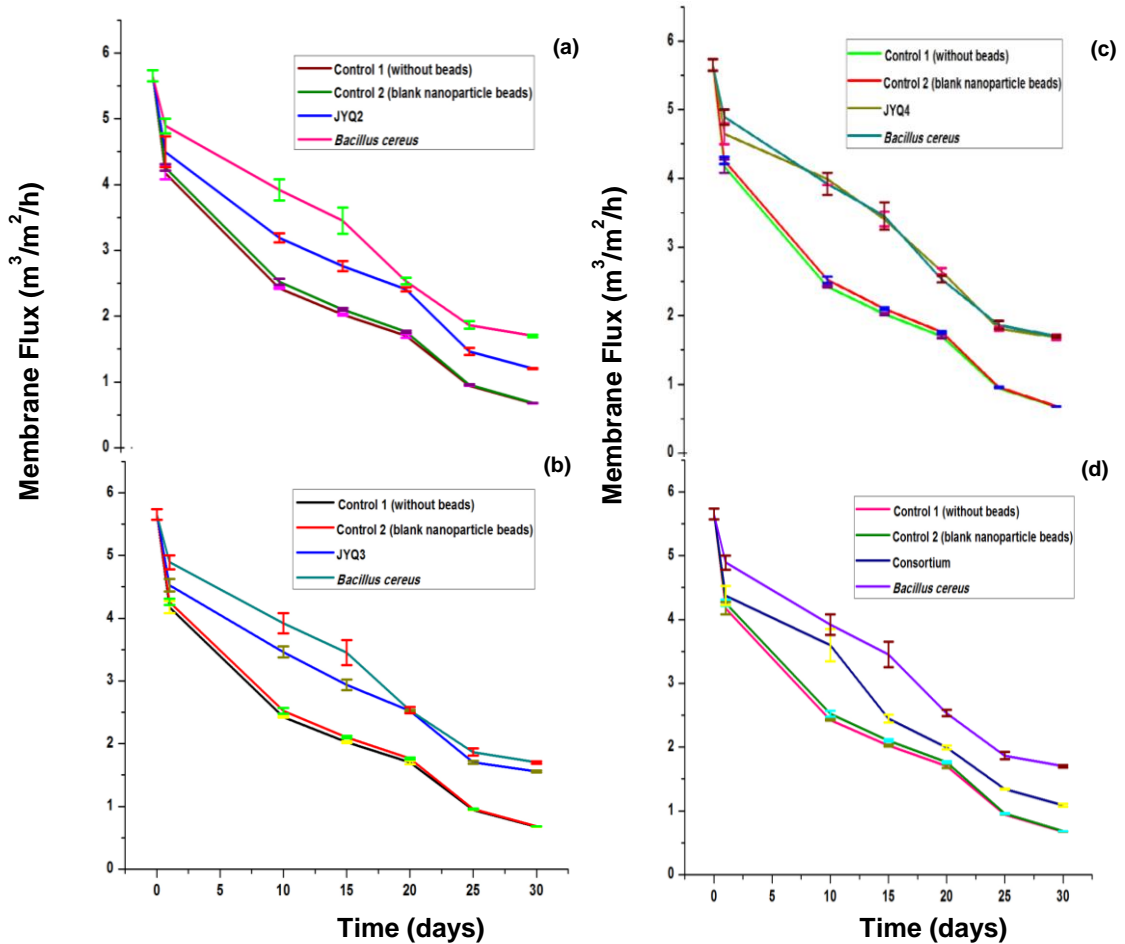 (a)
Control 1 (without beads)
Control 2 (blank nanoparticle beads)
JYQ2
Bacillus cereus
6
5
4
3
2
1
0
(c)
Control 1 (without beads)
Control 2 (blank nanoparticle beads)
JYQ4
Bacillus cereus
6
5
4
3
2
1
0
Membrane Flux (m³/m²/h)
Membrane Flux (m³/m²/h)
(b)
Control 1 (without beads)
Control 2 (blank nanoparticle beads)
JYQ3
Bacillus cereus
6
5
4
3
2
1
0
0 5 10 15 20 25 30
Time (days)
(d)
Control 1 (without beads)
Control 2 (blank nanoparticle beads)
Consortium
Bacillus cereus
6
5
4
3
2
1
0
0 5 10 15 20 25 30
Time (days)